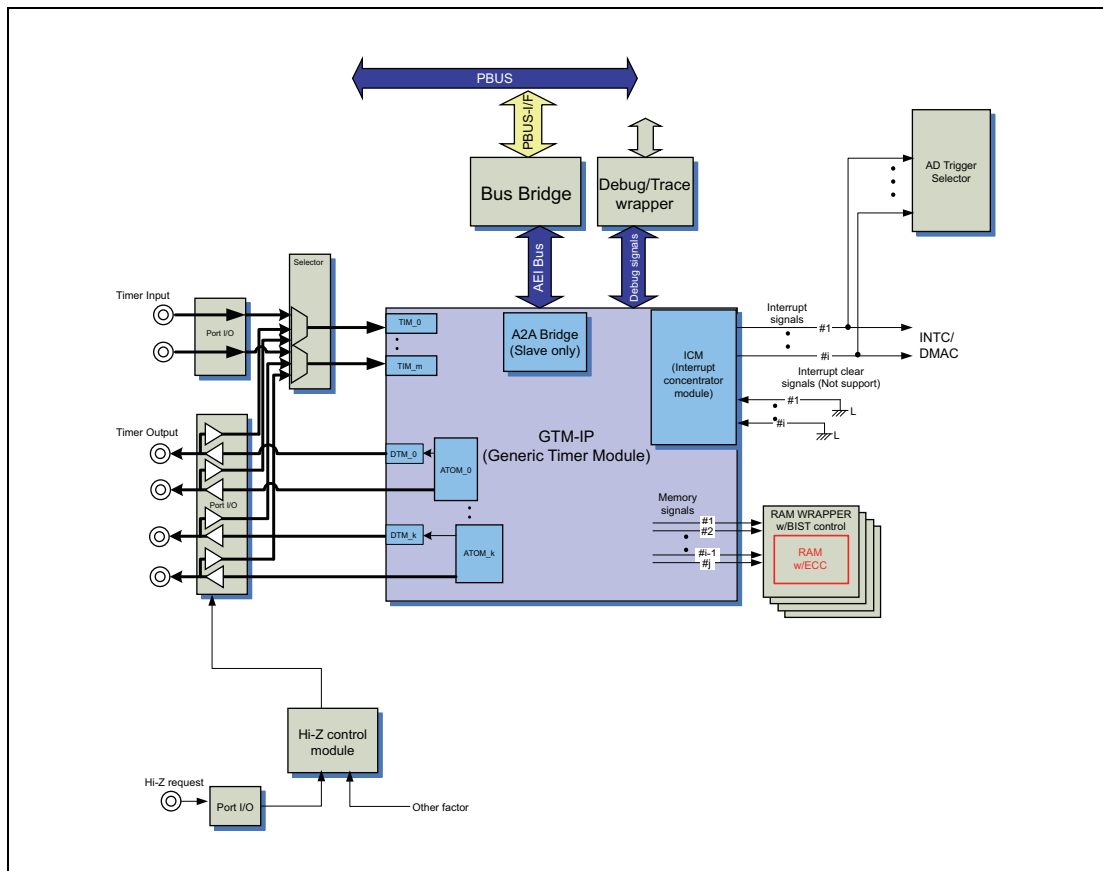 PBUS
PBUS-I/F
Bus Bridge
Debug/Trace
wrapper
AD Trigger
Selector
AEI Bus
Debug signals
Selector
Timer Input
Port I/O
TIM_0
TIM_m
A2A Bridge
(Slave only)
ICM
(Interrupt
concentrator
module)
Interrupt
signals
#1
#i
INTC/
DMAC
Interrupt clear
signals (Not support)
#1
L
#i
L
Timer Output
Port I/O
DTM_0
ATOM_0
DTM_k
ATOM_k
GTM-IP
(Generic Timer Module)
Memory
signals
#1
#2
#i-1
#j
RAM WRAPPER
w/BIST control
RAM
w/ECC
Hi-Z control
module
Hi-Z request
Port I/O
Other factor